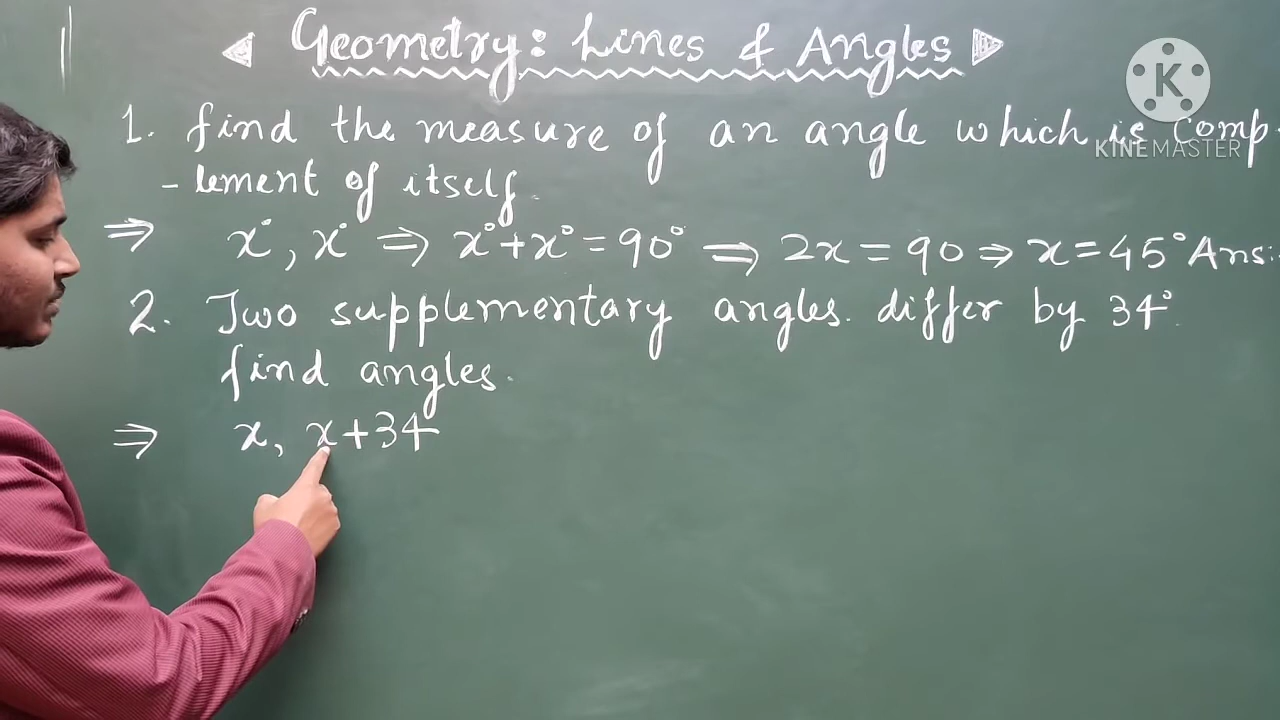 Geometry: Lines & Angles
K
KINEMASTER
1. find the measure of an angle which is comp-
-lement of itself.
⇒ x°, x° ⇒ x°+x°=90° ⇒ 2x=90 ⇒ x=45° Ans:
2. Two supplementary angles. differ by 34°.
find angles.
⇒ x, x+34